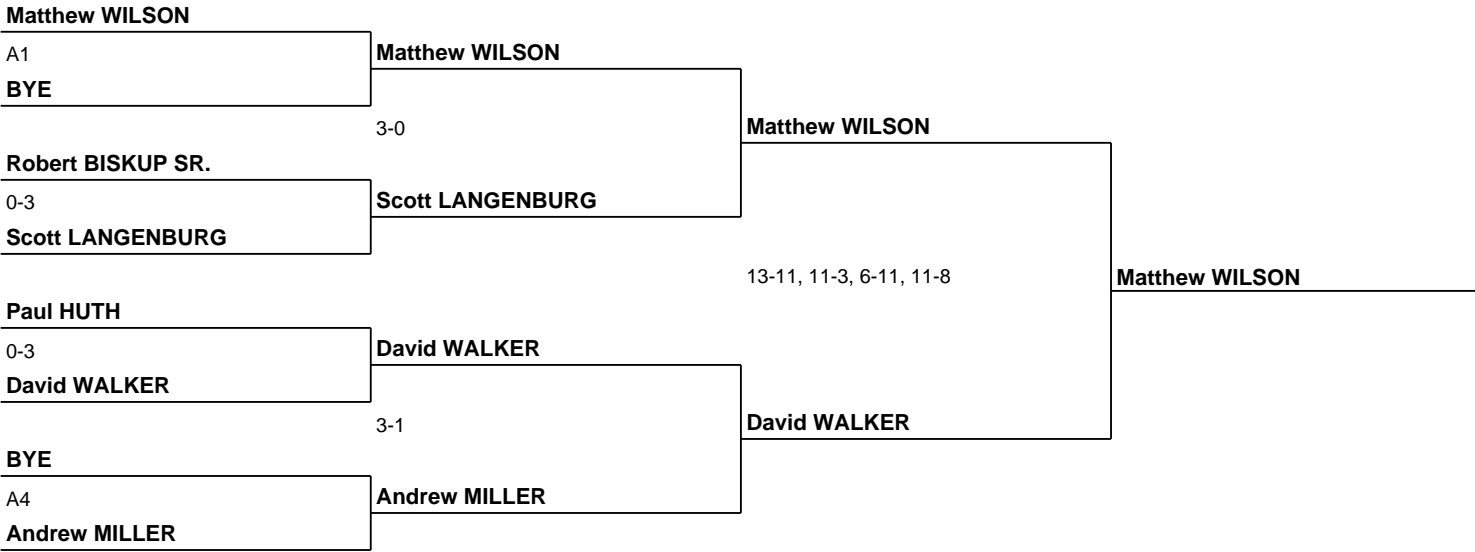 Matthew WILSON
A1
BYE
Robert BISKUP SR.
0-3
Scott LANGENBURG
Paul HUTH
0-3
David WALKER
BYE
A4
Andrew MILLER
Matthew WILSON
3-0
Scott LANGENBURG
David WALKER
3-1
Andrew MILLER
Matthew WILSON
13-11, 11-3, 6-11, 11-8
David WALKER
Matthew WILSON